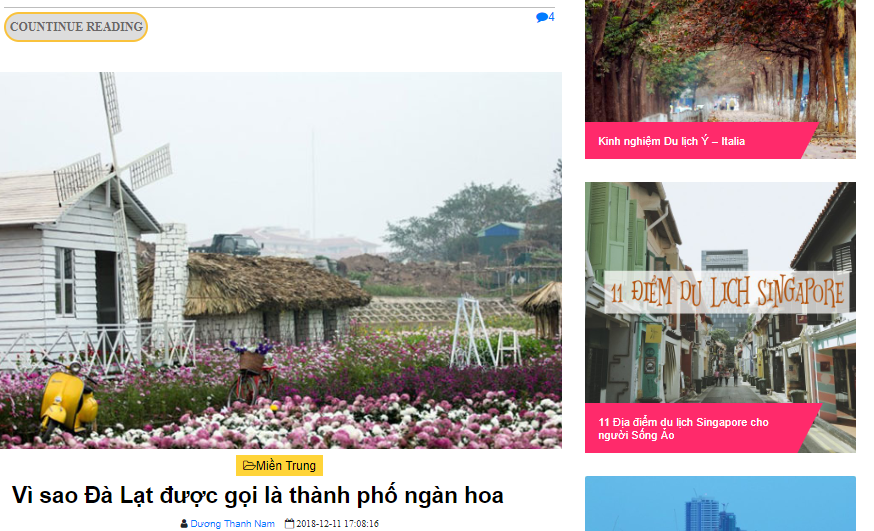 COUNTINUE READING
4
Miền Trung
Vì sao Đà Lạt được gọi là thành phố ngàn hoa
Dương Thanh Nam 2018-12-11 17:08:16
Kinh nghiệm Du lịch Ý – Italia
11 ĐIỂM DU LỊCH SINGAPORE
11 Địa điểm du lịch Singapore cho
người Sống Ảo